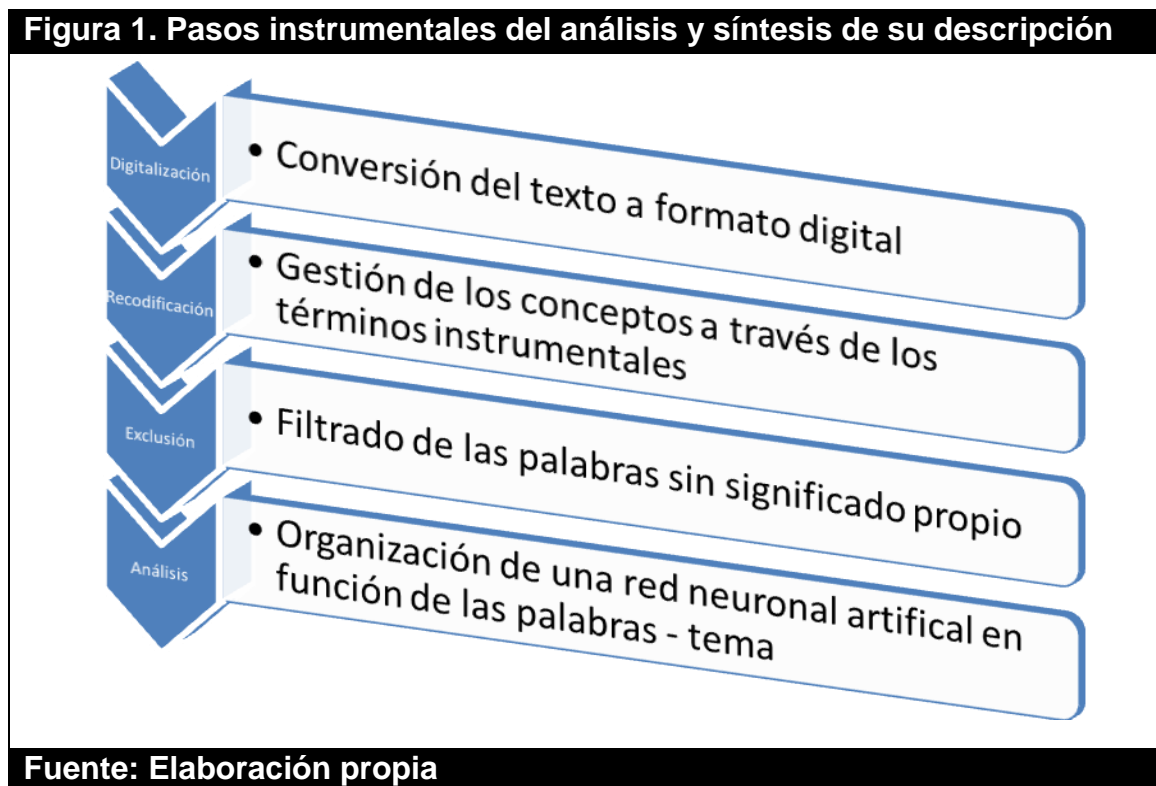 Figura 1. Pasos instrumentales del análisis y síntesis de su descripción
Digitalización
• Conversión del texto a formato digital
Recodificación
• Gestión de los conceptos a través de los
términos instrumentales
Exclusión
• Filtrado de las palabras sin significado propio
Análisis
• Organización de una red neuronal artifical en
función de las palabras - tema
Fuente: Elaboración propia